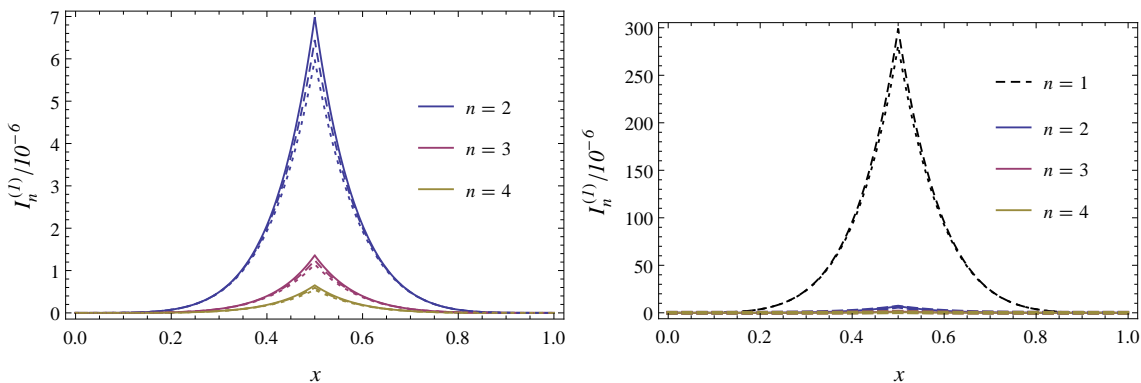 7
6
5
4
3
2
1
0
I_n^{(1)}/10^{-6}
n = 2
n = 3
n = 4
0.0 0.2 0.4 0.6 0.8 1.0
x
300
250
200
150
100
50
0
I_n^{(1)}/10^{-6}
n = 1
n = 2
n = 3
n = 4
0.0 0.2 0.4 0.6 0.8 1.0
x